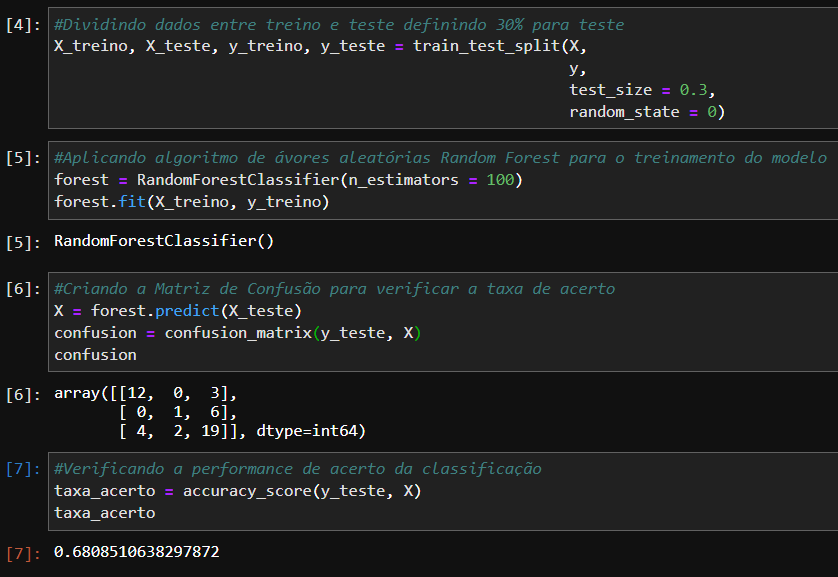 [4]: #Dividindo dados entre treino e teste definindo 30% para teste
X_treino, X_teste, y_treino, y_teste = train_test_split(X,
y,
test_size = 0.3,
random_state = 0)
[5]: #Aplicando algoritmo de ávores aleatórias Random Forest para o treinamento do modelo
forest = RandomForestClassifier(n_estimators = 100)
forest.fit(X_treino, y_treino)
[5]: RandomForestClassifier()
[6]: #Criando a Matriz de Confusão para verificar a taxa de acerto
X = forest.predict(X_teste)
confusion = confusion_matrix(y_teste, X)
confusion
[6]: array([[12, 0, 3],
[ 0, 1, 6],
[ 4, 2, 19]], dtype=int64)
[7]: #Verificando a performance de acerto da classificação
taxa_acerto = accuracy_score(y_teste, X)
taxa_acerto
[7]: 0.6808510638297872